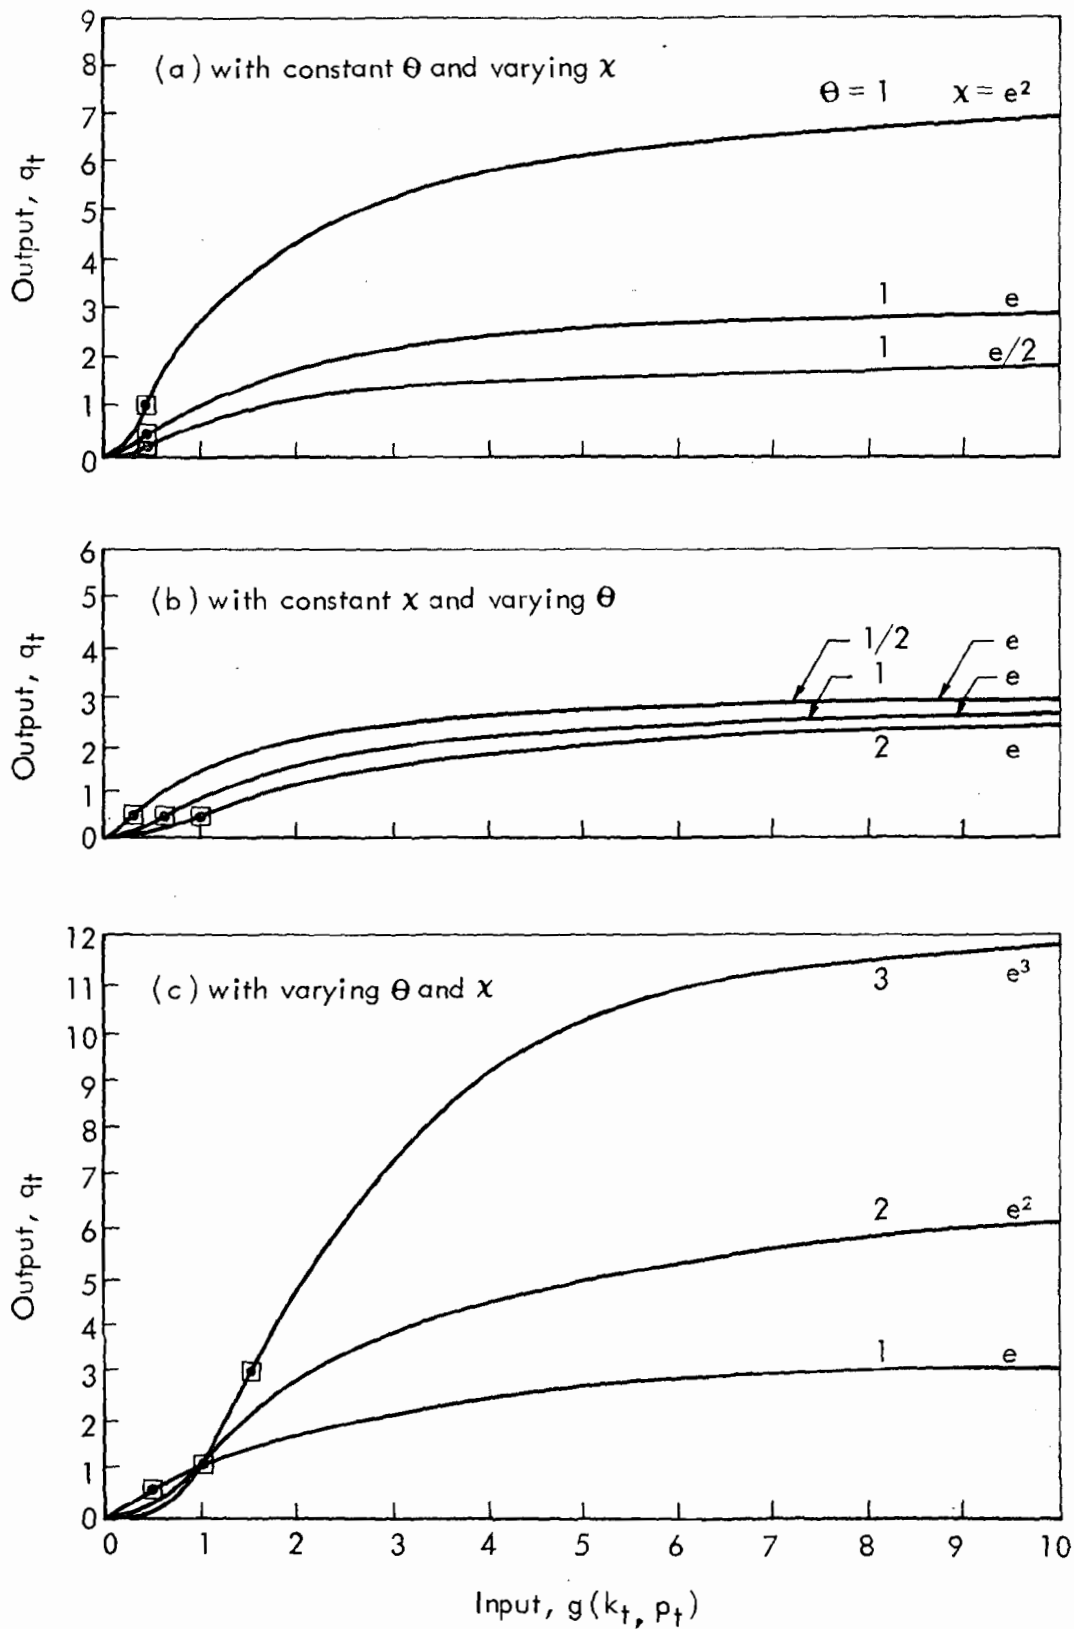 9
(a) with constant Θ and varying χ
8
Θ = 1 χ = e²
7
6
5
4
3
1 e
2
1 e/2
1
0
Output, qt
6
(b) with constant χ and varying Θ
5
4
1/2 e
1 e
3
2
2 e
1
0
Output, qt
12
(c) with varying Θ and χ
11
3 e³
10
9
8
7
6
2 e²
5
4
3
1 e
2
1
0
Output, qt
0 1 2 3 4 5 6 7 8 9 10
Input, g(kt, pt)